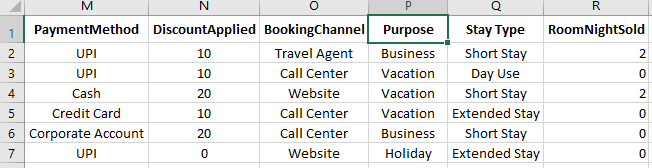 M N O P Q R
1 PaymentMethod DiscountApplied BookingChannel Purpose Stay Type RoomNightSold
2 UPI 10 Travel Agent Business Short Stay 2
3 UPI 10 Call Center Vacation Day Use 0
4 Cash 20 Website Vacation Short Stay 2
5 Credit Card 10 Call Center Vacation Extended Stay 0
6 Corporate Account 20 Call Center Business Short Stay 0
7 UPI 0 Website Holiday Extended Stay 0